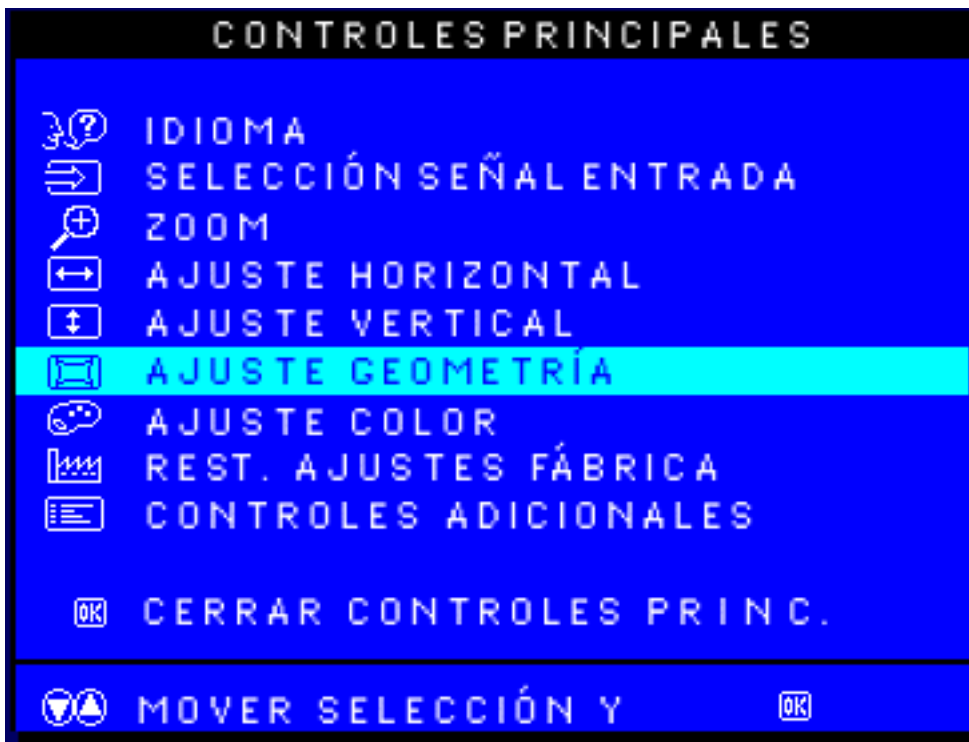 CONTROLES PRINCIPALES
IDIOMA
SELECCIÓN SEÑAL ENTRADA
ZOOM
AJUSTE HORIZONTAL
AJUSTE VERTICAL
AJUSTE GEOMETRÍA
AJUSTE COLOR
REST. AJUSTES FÁBRICA
CONTROLES ADICIONALES
OK CERRAR CONTROLES PRINC.
MOVER SELECCIÓN Y OK